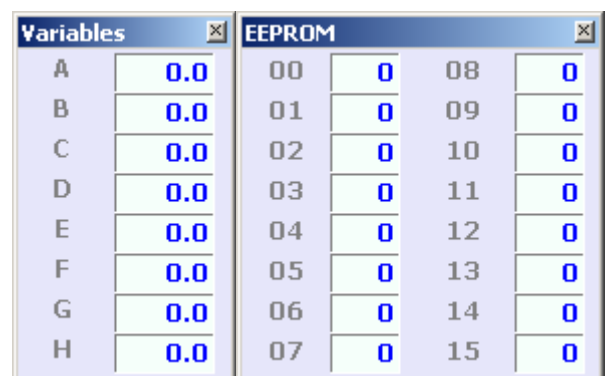 Variables EEPROM
A 0.0 00 0 08 0
B 0.0 01 0 09 0
C 0.0 02 0 10 0
D 0.0 03 0 11 0
E 0.0 04 0 12 0
F 0.0 05 0 13 0
G 0.0 06 0 14 0
H 0.0 07 0 15 0